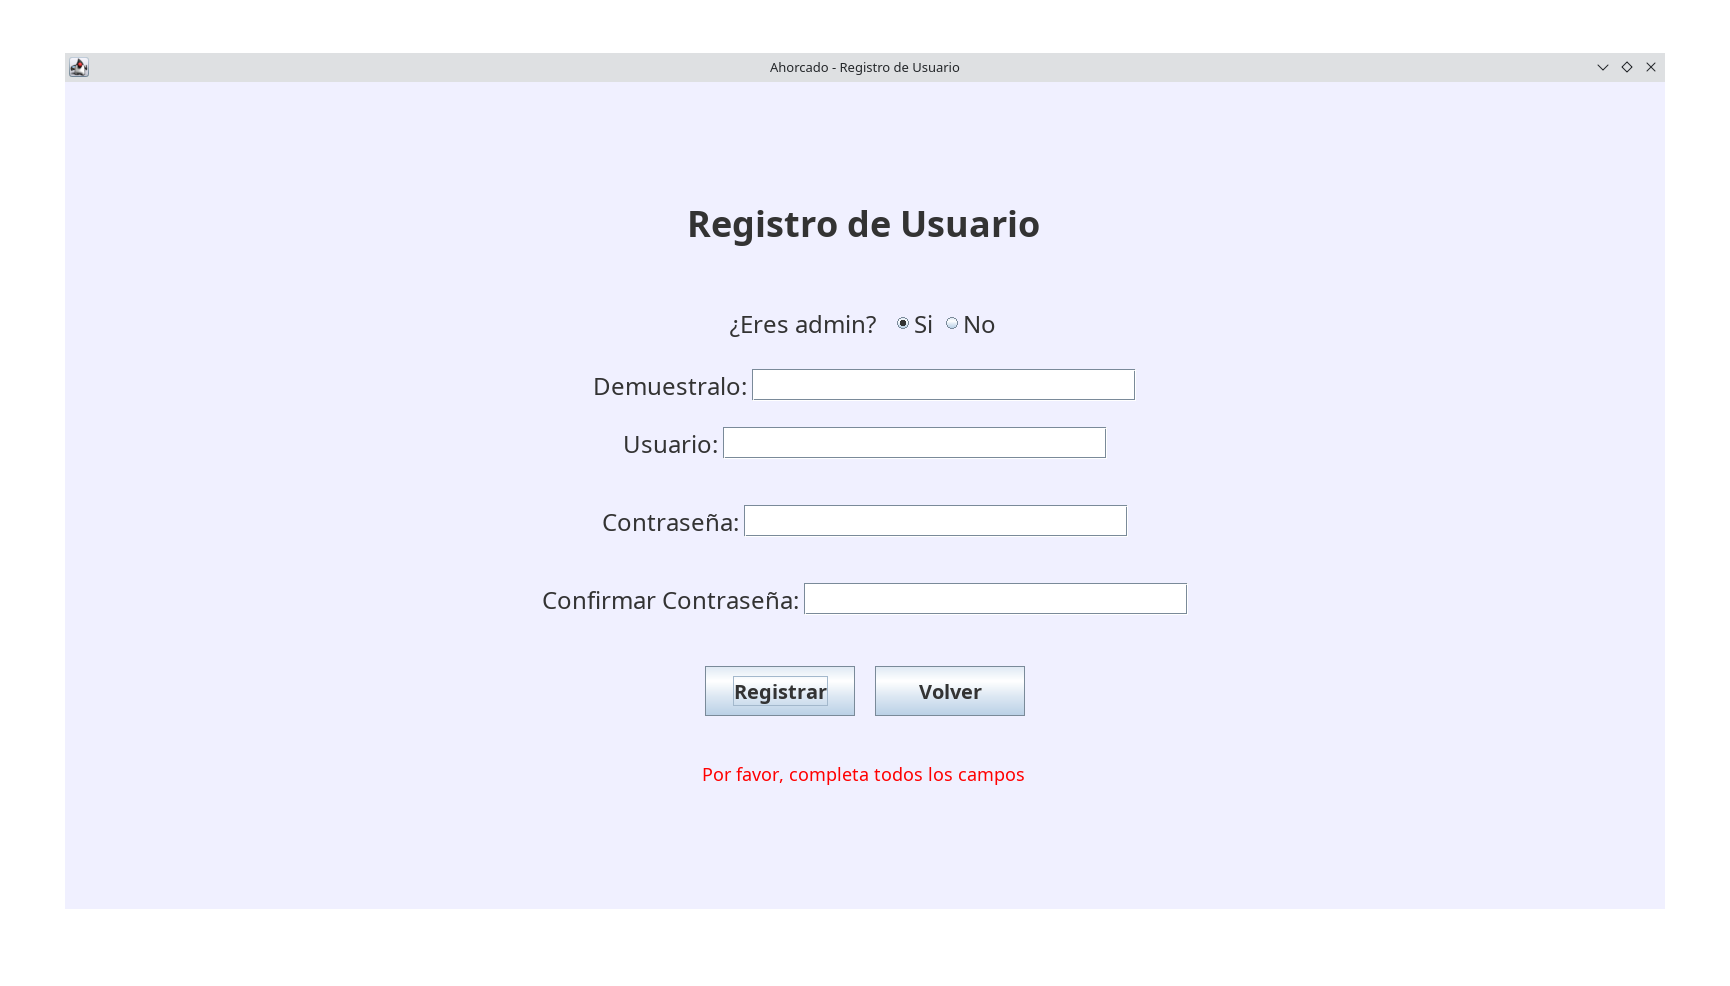 Ahorcado - Registro de Usuario
Registro de Usuario
¿Eres admin? Si No
Demuestralo:
Usuario:
Contraseña:
Confirmar Contraseña:
Registrar Volver
Por favor, completa todos los campos